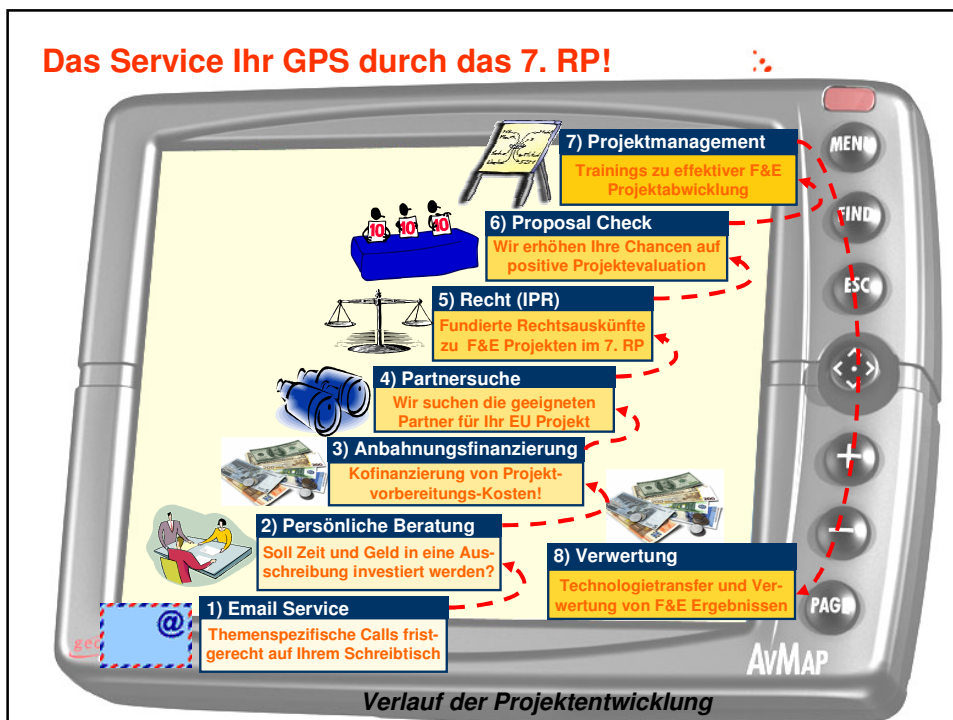 Das Service Ihr GPS durch das 7. RP!
7) Projektmanagement
Trainings zu effektiver F&E
Projektabwicklung
10 10 10
6) Proposal Check
Wir erhöhen Ihre Chancen auf
positive Projektevaluation
5) Recht (IPR)
Fundierte Rechtsauskünfte
zu F&E Projekten im 7. RP
4) Partnersuche
Wir suchen die geeigneten
Partner für Ihr EU Projekt
3) Anbahnungsfinanzierung
Kofinanzierung von Projekt-
vorbereitungs-Kosten!
2) Persönliche Beratung
Soll Zeit und Geld in eine Aus-
schreibung investiert werden?
1) Email Service
Themenspezifische Calls frist-
gerecht auf Ihrem Schreibtisch
@
8) Verwertung
Technologietransfer und Ver-
wertung von F&E Ergebnissen
MENU
FIND
ESC
+
−
PAGE
AVMAP
Verlauf der Projektentwicklung